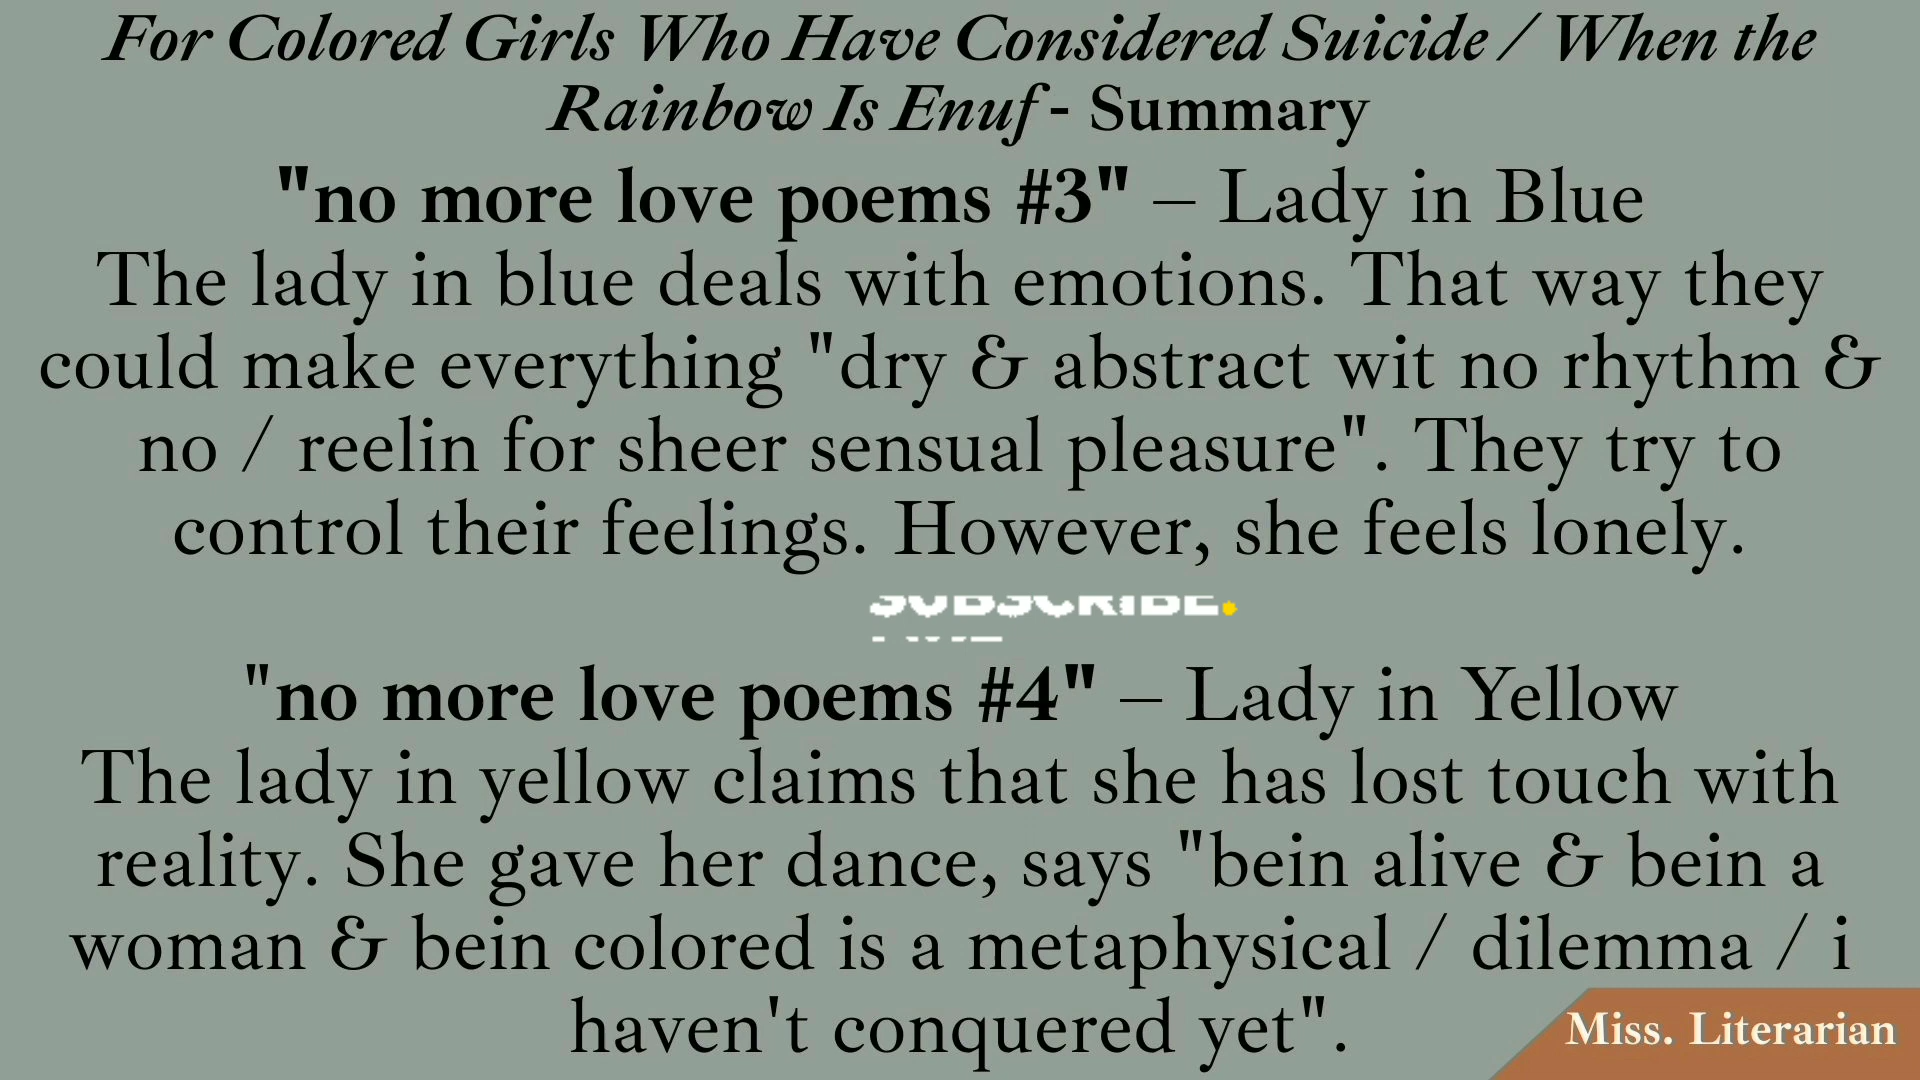 For Colored Girls Who Have Considered Suicide / When the
Rainbow Is Enuf - Summary
"no more love poems #3" – Lady in Blue
The lady in blue deals with emotions. That way they
could make everything "dry & abstract wit no rhythm &
no / reelin for sheer sensual pleasure". They try to
control their feelings. However, she feels lonely.
SUBSCRIBE.
"no more love poems #4" – Lady in Yellow
The lady in yellow claims that she has lost touch with
reality. She gave her dance, says "bein alive & bein a
woman & bein colored is a metaphysical / dilemma / i
haven't conquered yet".
Miss. Literarian